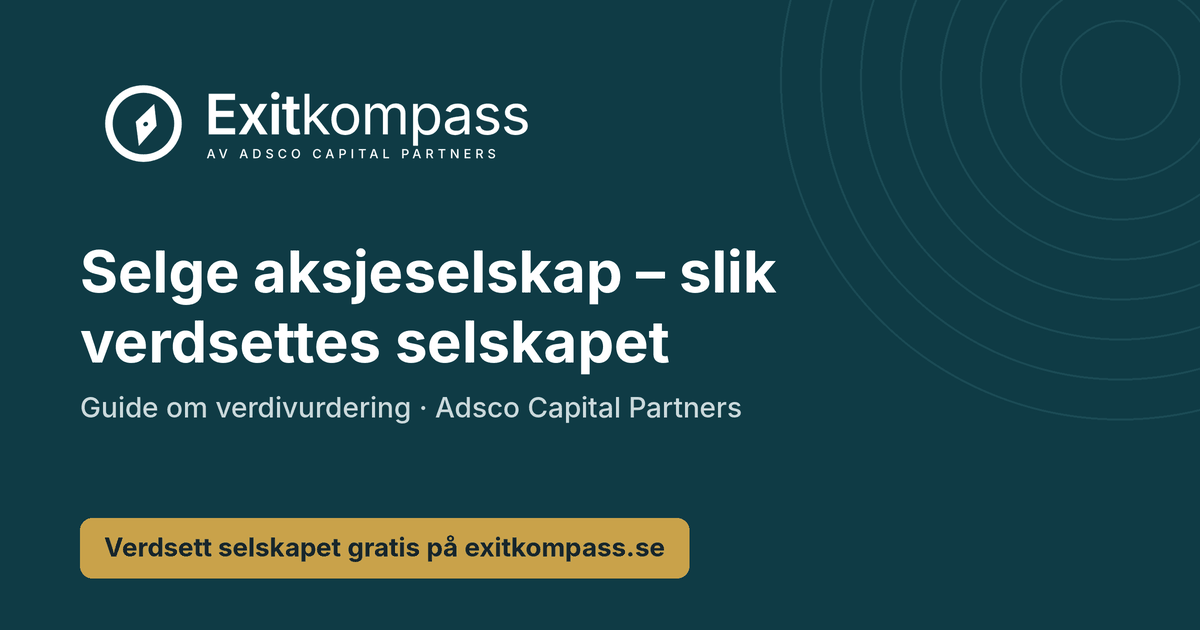 Exitkompass
AV ADSCO CAPITAL PARTNERS
Selge aksjeselskap – slik
verdsettes selskapet
Guide om verdivurdering · Adsco Capital Partners
Verdsett selskapet gratis på exitkompass.se